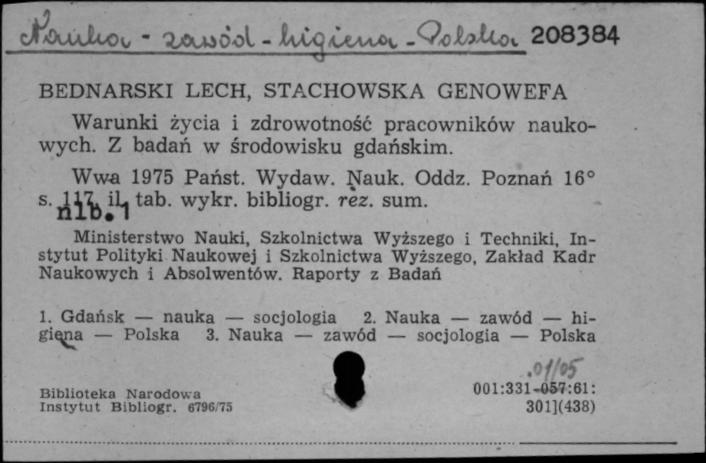 Nauka - zawód - higiena - Polska 208384
BEDNARSKI LECH, STACHOWSKA GENOWEFA
Warunki życia i zdrowotność pracowników nauko-
wych. Z badań w środowisku gdańskim.
Wwa 1975 Państ. Wydaw. Nauk. Oddz. Poznań 16°
s. 117, il, tab. wykr. bibliogr. rez. sum.
nlb. 1
Ministerstwo Nauki, Szkolnictwa Wyższego i Techniki, In-
stytut Polityki Naukowej i Szkolnictwa Wyższego, Zakład Kadr
Naukowych i Absolwentów. Raporty z Badań
1. Gdańsk — nauka — socjologia 2. Nauka — zawód — hi-
giena — Polska 3. Nauka — zawód — socjologia — Polska
.01/05
Biblioteka Narodowa 001:331-057:61:
Instytut Bibliogr. 6796/75 301](438)